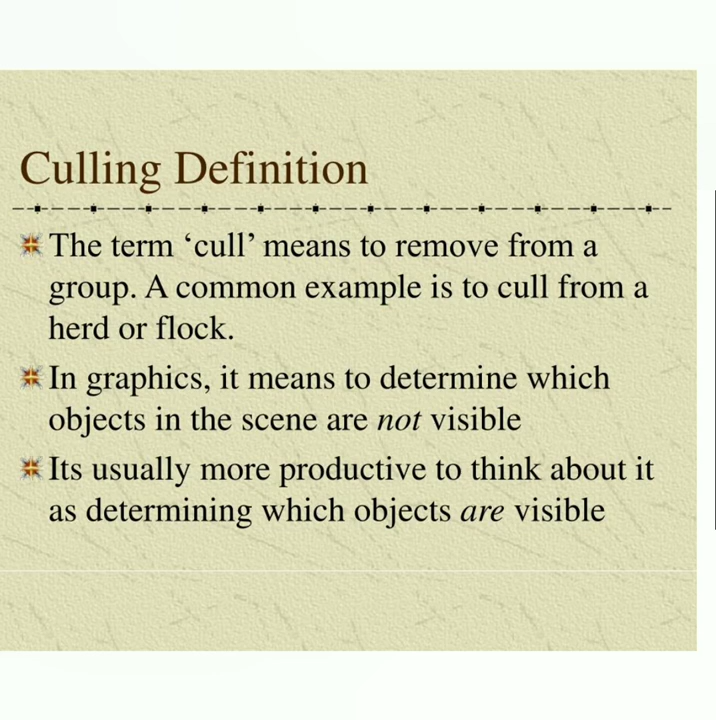 Culling Definition
The term ‘cull’ means to remove from a
group. A common example is to cull from a
herd or flock.
In graphics, it means to determine which
objects in the scene are not visible
Its usually more productive to think about it
as determining which objects are visible